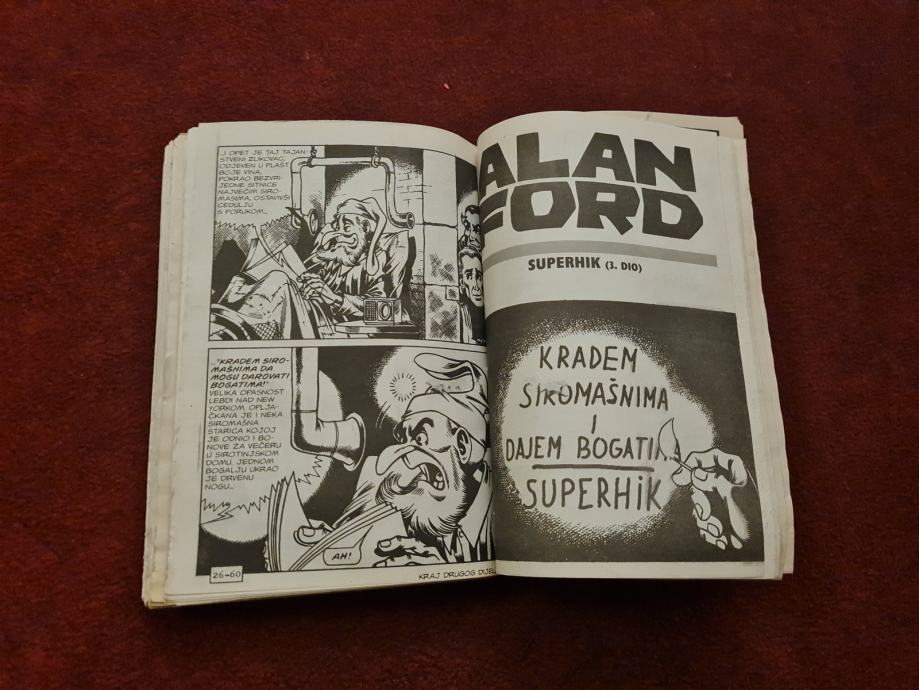 ...I OPET JE TAJ TAJAN-
STVENI ZLIKOVAC,
ODJEVEN U PLAŠT
BOJE VINA,
POKRAO BEZVRI-
JEDNE SITNICE
NAJVEĆIM SIRO-
MASIMA, OSTAVIVŠI
CEDULJU
S PORUKOM...
..."KRADEM SIRO-
MAŠNIMA DA
MOGU DAROVATI
BOGATIMA!"
VELIKA OPASNOST
LEBDI NAD NEW
YORKOM. OPLJA-
ČKANA JE I NEKA
SIROMAŠNA
STARICA KOJOJ
JE ODNIO I BO-
NOVE ZA VEČERU
U SIROTINJSKOM
DOMU. JEDNOM
BOGALJU UKRAO
JE DRVENU
NOGU...
AH!
26-60
KRAJ DRUGOG DIJELA
ALAN
FORD
SUPERHIK (3. DIO)
KRADEM
SIROMAŠNIMA
I
DAJEM BOGATIM...
SUPERHIK